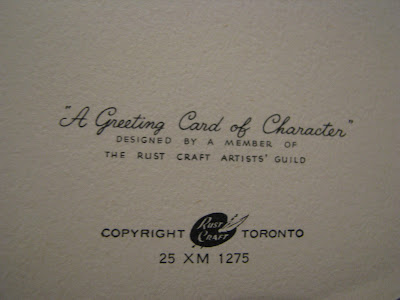 "A Greeting Card of Character"
DESIGNED BY A MEMBER OF
THE RUST CRAFT ARTISTS' GUILD
COPYRIGHT RUST CRAFT TORONTO
25 XM 1275